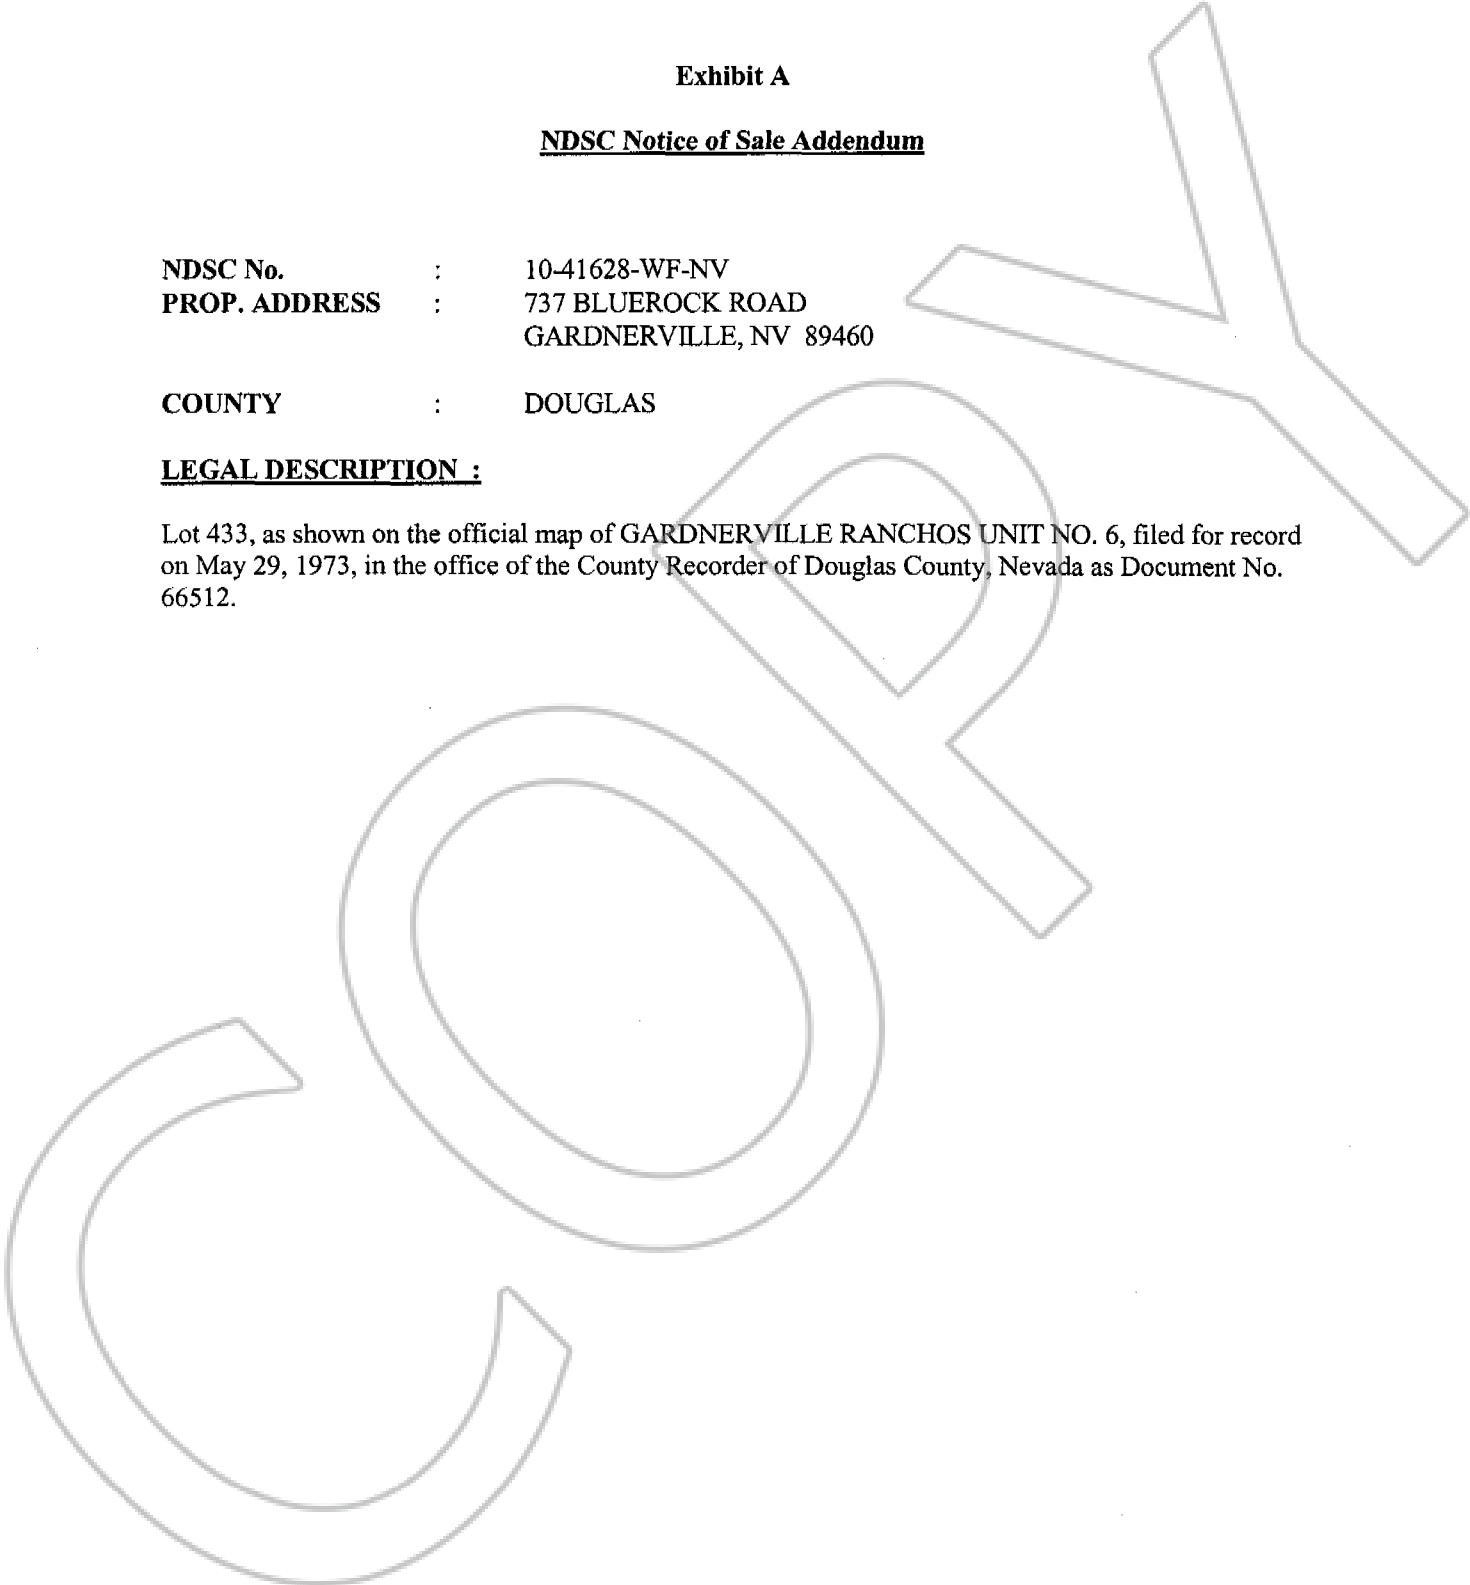 Exhibit A
NDSC Notice of Sale Addendum
NDSC No. : 10-41628-WF-NV
PROP. ADDRESS : 737 BLUEROCK ROAD
GARDNERVILLE, NV 89460
COUNTY : DOUGLAS
LEGAL DESCRIPTION :
Lot 433, as shown on the official map of GARDNERVILLE RANCHOS UNIT NO. 6, filed for record
on May 29, 1973, in the office of the County Recorder of Douglas County, Nevada as Document No.
66512.
COPY